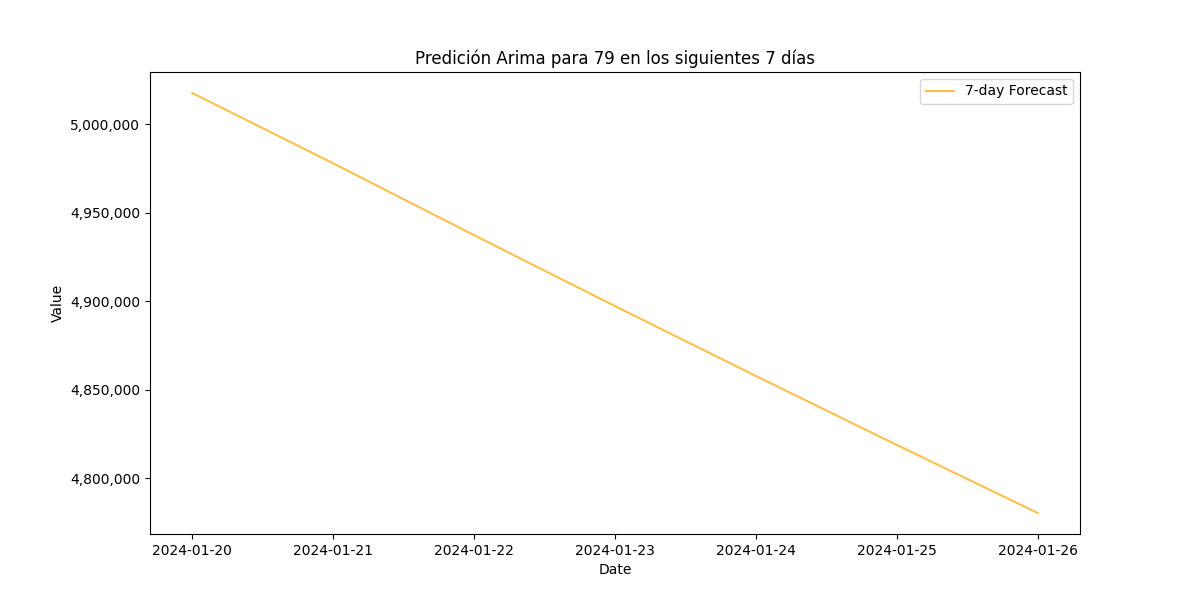 Predición Arima para 79 en los siguientes 7 días
7-day Forecast
Value
5,000,000
4,950,000
4,900,000
4,850,000
4,800,000
2024-01-20 2024-01-21 2024-01-22 2024-01-23 2024-01-24 2024-01-25 2024-01-26
Date